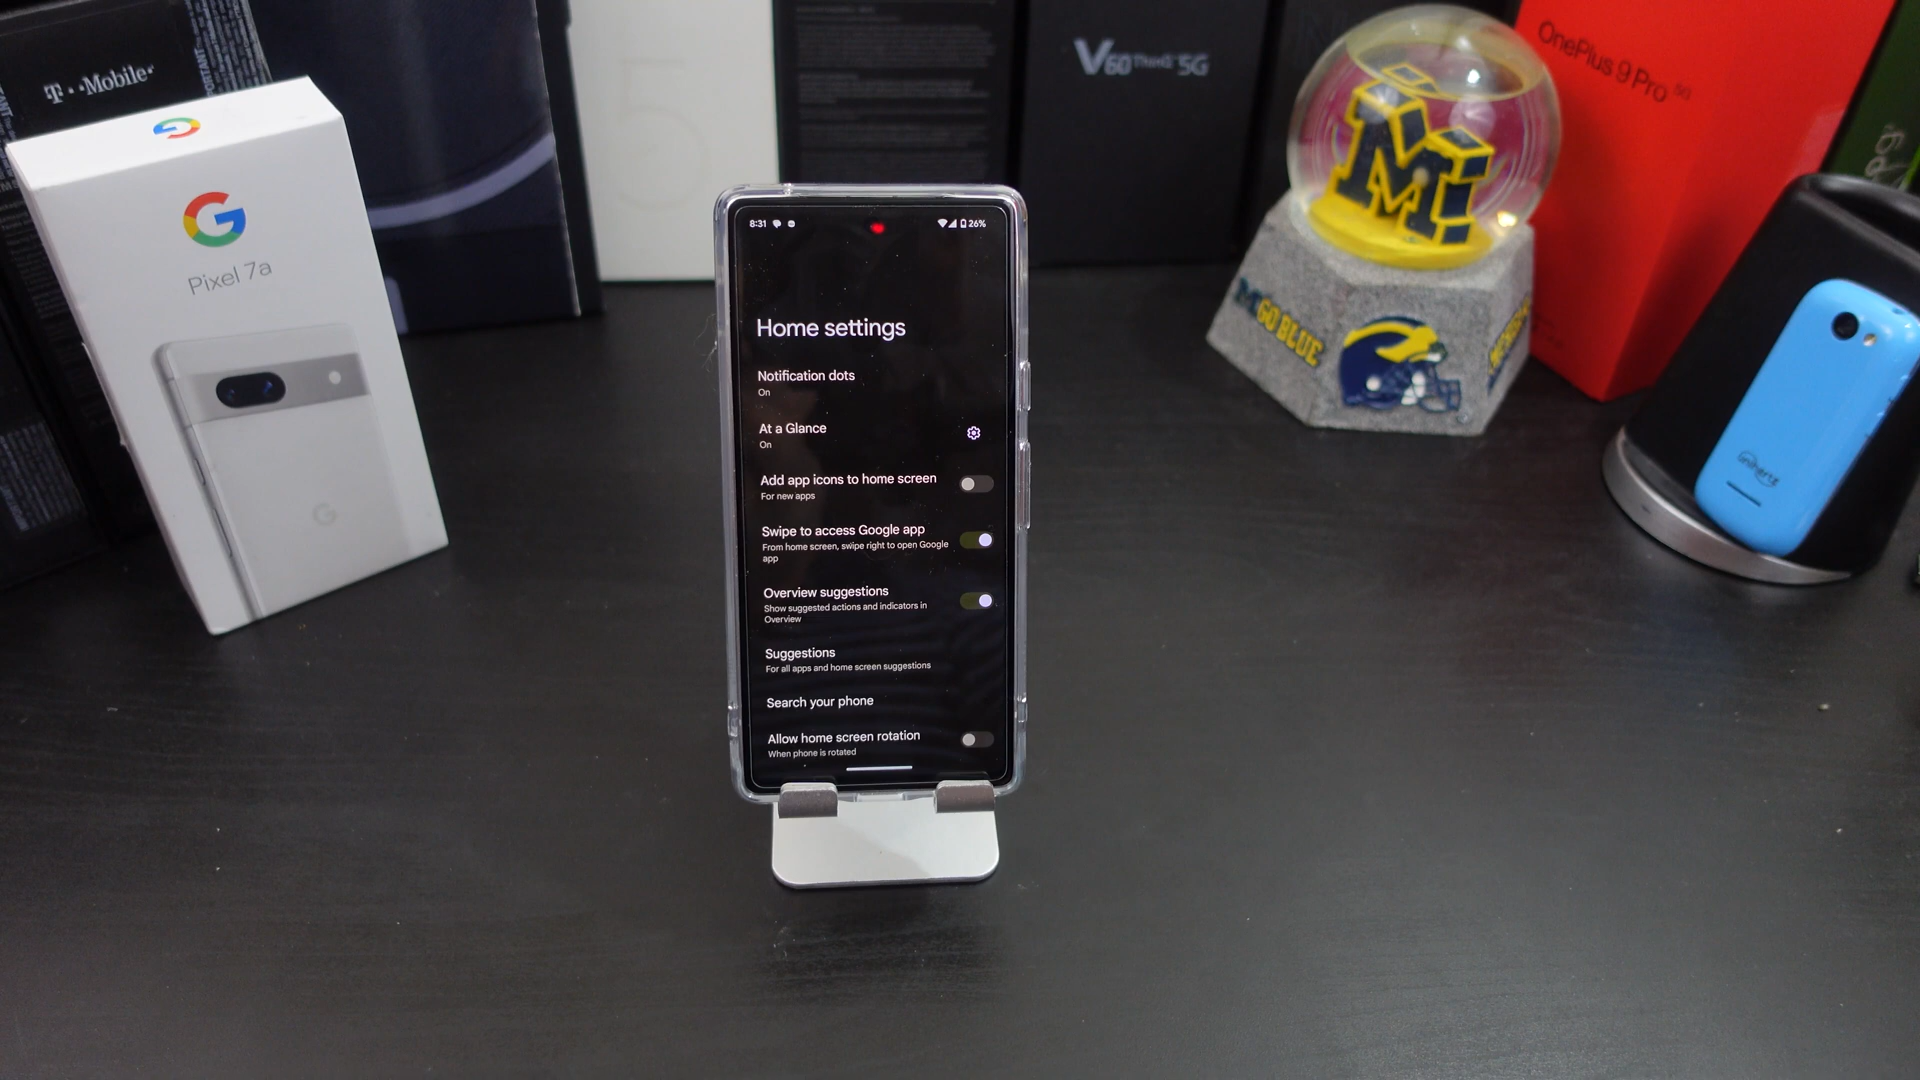 T··Mobile®
Pixel 7a
V60 ThinQ 5G
OnePlus 9 Pro 5G
GO BLUE
unihertz
8:31
26%
Home settings
Notification dots
On
At a Glance
On
Add app icons to home screen
For new apps
Swipe to access Google app
From home screen, swipe right to open Google
app
Overview suggestions
Show suggested actions and indicators in
Overview
Suggestions
For all apps and home screen suggestions
Search your phone
Allow home screen rotation
When phone is rotated